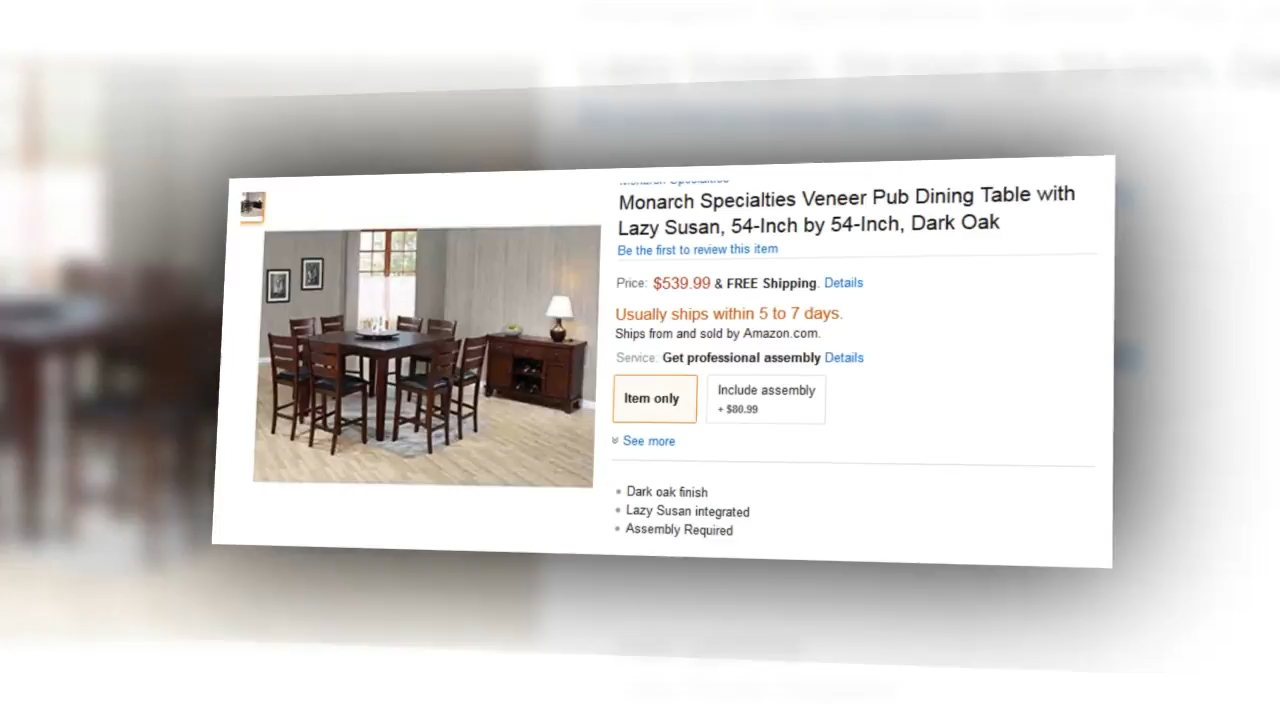 Monarch Specialties
Monarch Specialties Veneer Pub Dining Table with
Lazy Susan, 54-Inch by 54-Inch, Dark Oak
Be the first to review this item
Price: $539.99 & FREE Shipping. Details
Usually ships within 5 to 7 days.
Ships from and sold by Amazon.com.
Service: Get professional assembly Details
Item only
Include assembly
+ $80.99
See more
Dark oak finish
Lazy Susan integrated
Assembly Required